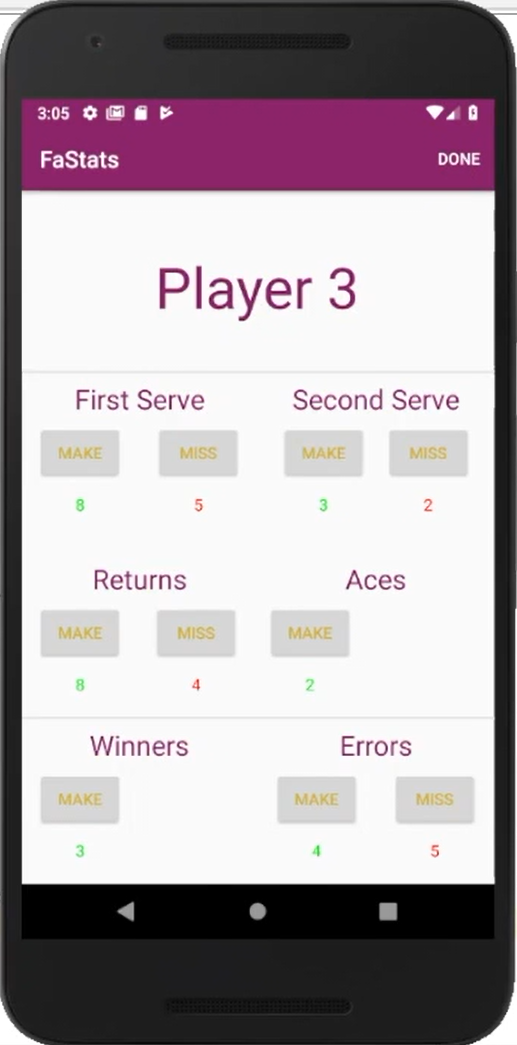 3:05
FaStats DONE
Player 3
First Serve Second Serve
MAKE MISS MAKE MISS
8 5 3 2
Returns Aces
MAKE MISS MAKE
8 4 2
Winners Errors
MAKE MAKE MISS
3 4 5